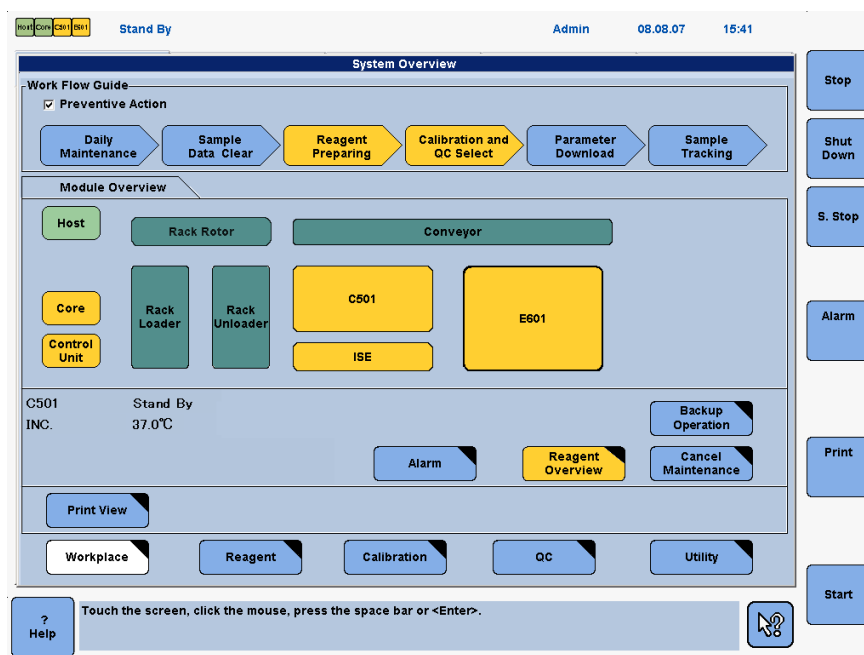 Host Core C501 E601
Stand By
Admin
08.08.07
15:41
System Overview
Work Flow Guide
Preventive Action
Daily
Maintenance
Sample
Data Clear
Reagent
Preparing
Calibration and
QC Select
Parameter
Download
Sample
Tracking
Module Overview
Host
Rack Rotor
Conveyor
Core
Control
Unit
Rack
Loader
Rack
Unloader
C501
ISE
E601
C501 Stand By
INC. 37.0℃
Backup
Operation
Alarm
Reagent
Overview
Cancel
Maintenance
Print View
Workplace
Reagent
Calibration
QC
Utility
?
Help
Touch the screen, click the mouse, press the space bar or <Enter>.
Stop
Shut
Down
S. Stop
Alarm
Print
Start